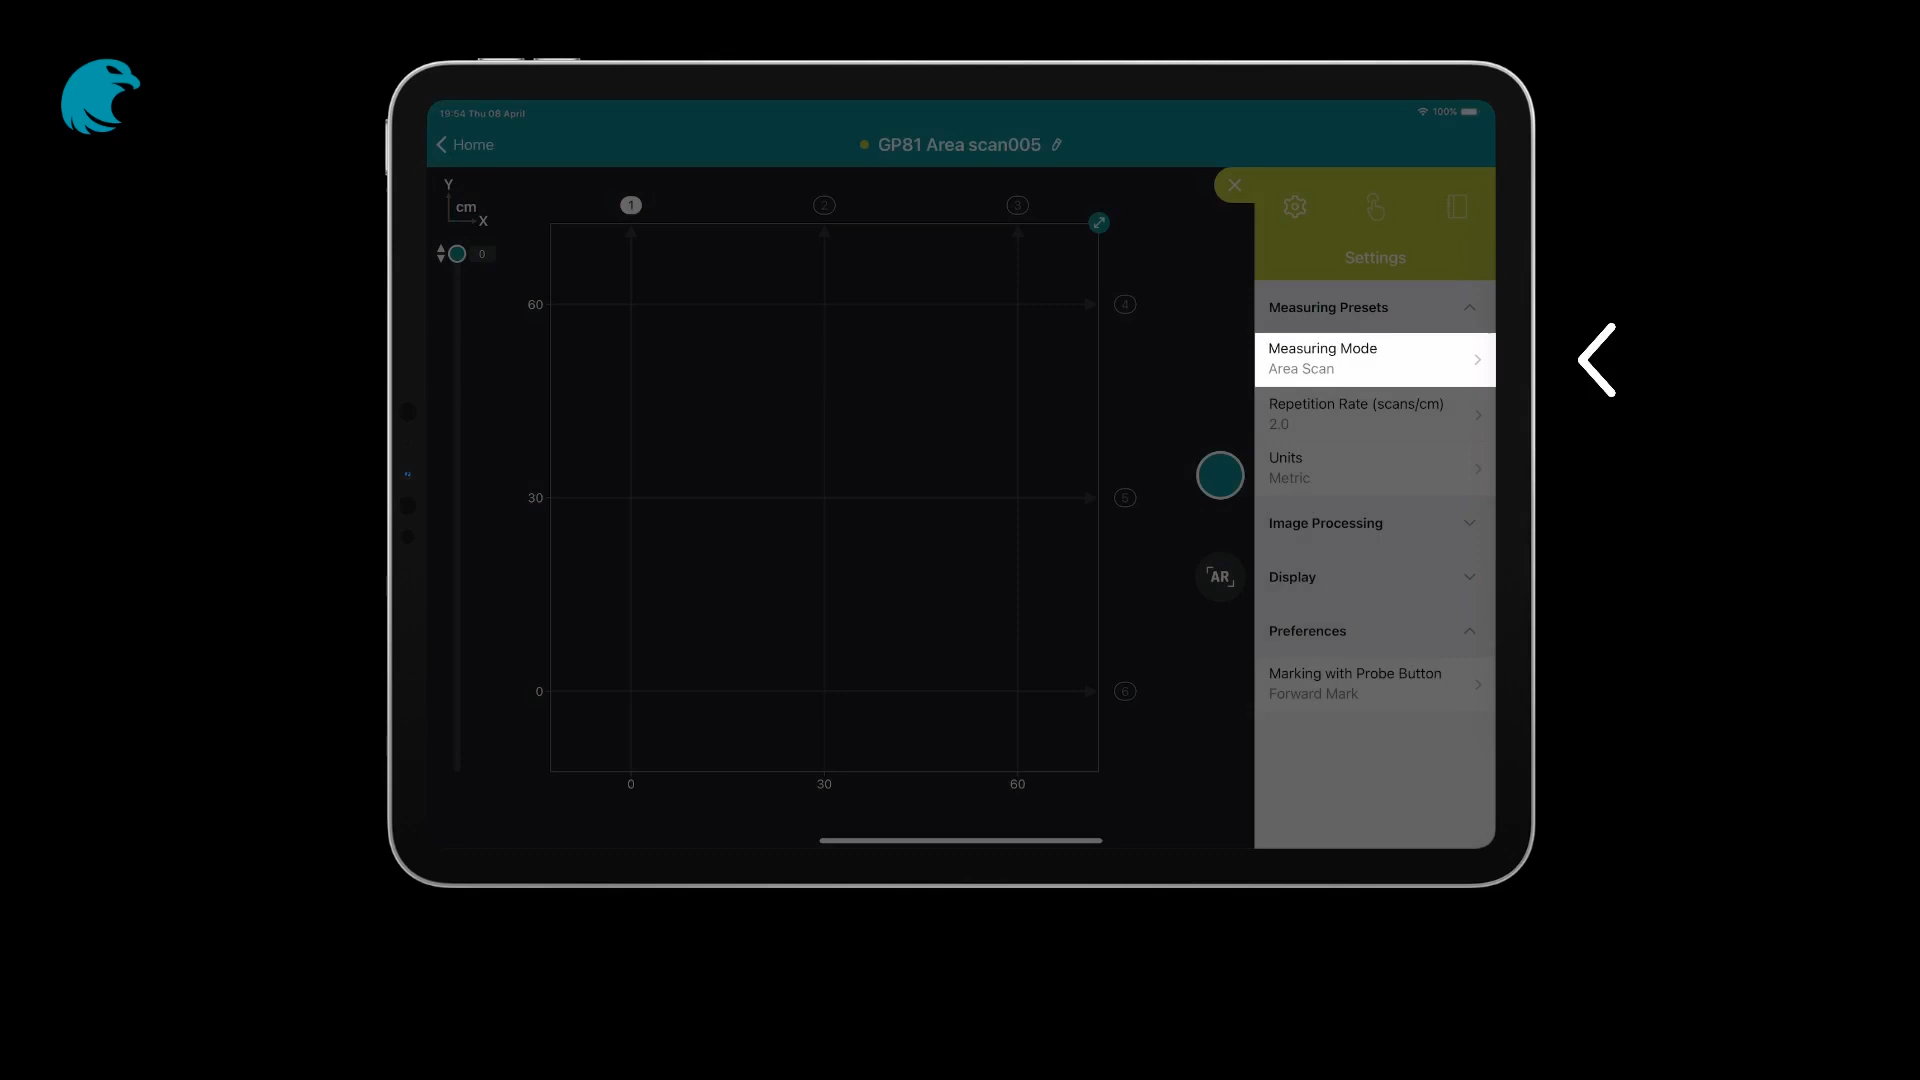 19:54 Thu 08 April
100%
Home
GP81 Area scan005
Y
cm
X
0
1
2
3
60
30
0
4
5
6
0
30
60
AR
Settings
Measuring Presets
Measuring Mode
Area Scan
Repetition Rate (scans/cm)
2.0
Units
Metric
Image Processing
Display
Preferences
Marking with Probe Button
Forward Mark